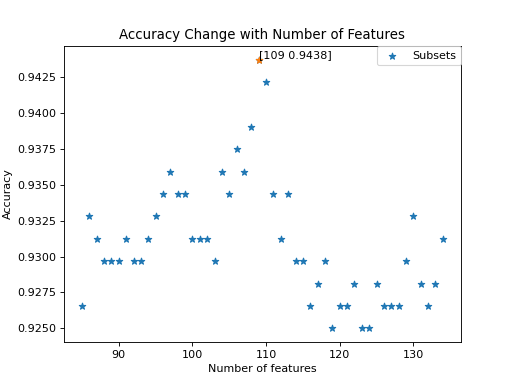 Accuracy Change with Number of Features
[109 0.9438]
Subsets
0.9425
0.9400
0.9375
0.9350
0.9325
0.9300
0.9275
0.9250
Accuracy
90 100 110 120 130
Number of features